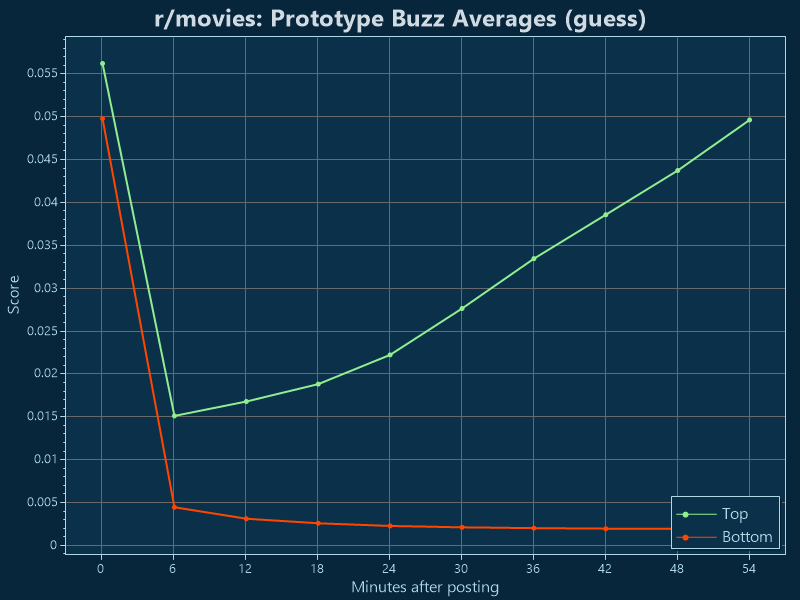 r/movies: Prototype Buzz Averages (guess)
0.055
0.05
0.045
0.04
0.035
0.03
0.025
0.02
0.015
0.01
0.005
0
Score
Top
Bottom
0 6 12 18 24 30 36 42 48 54
Minutes after posting